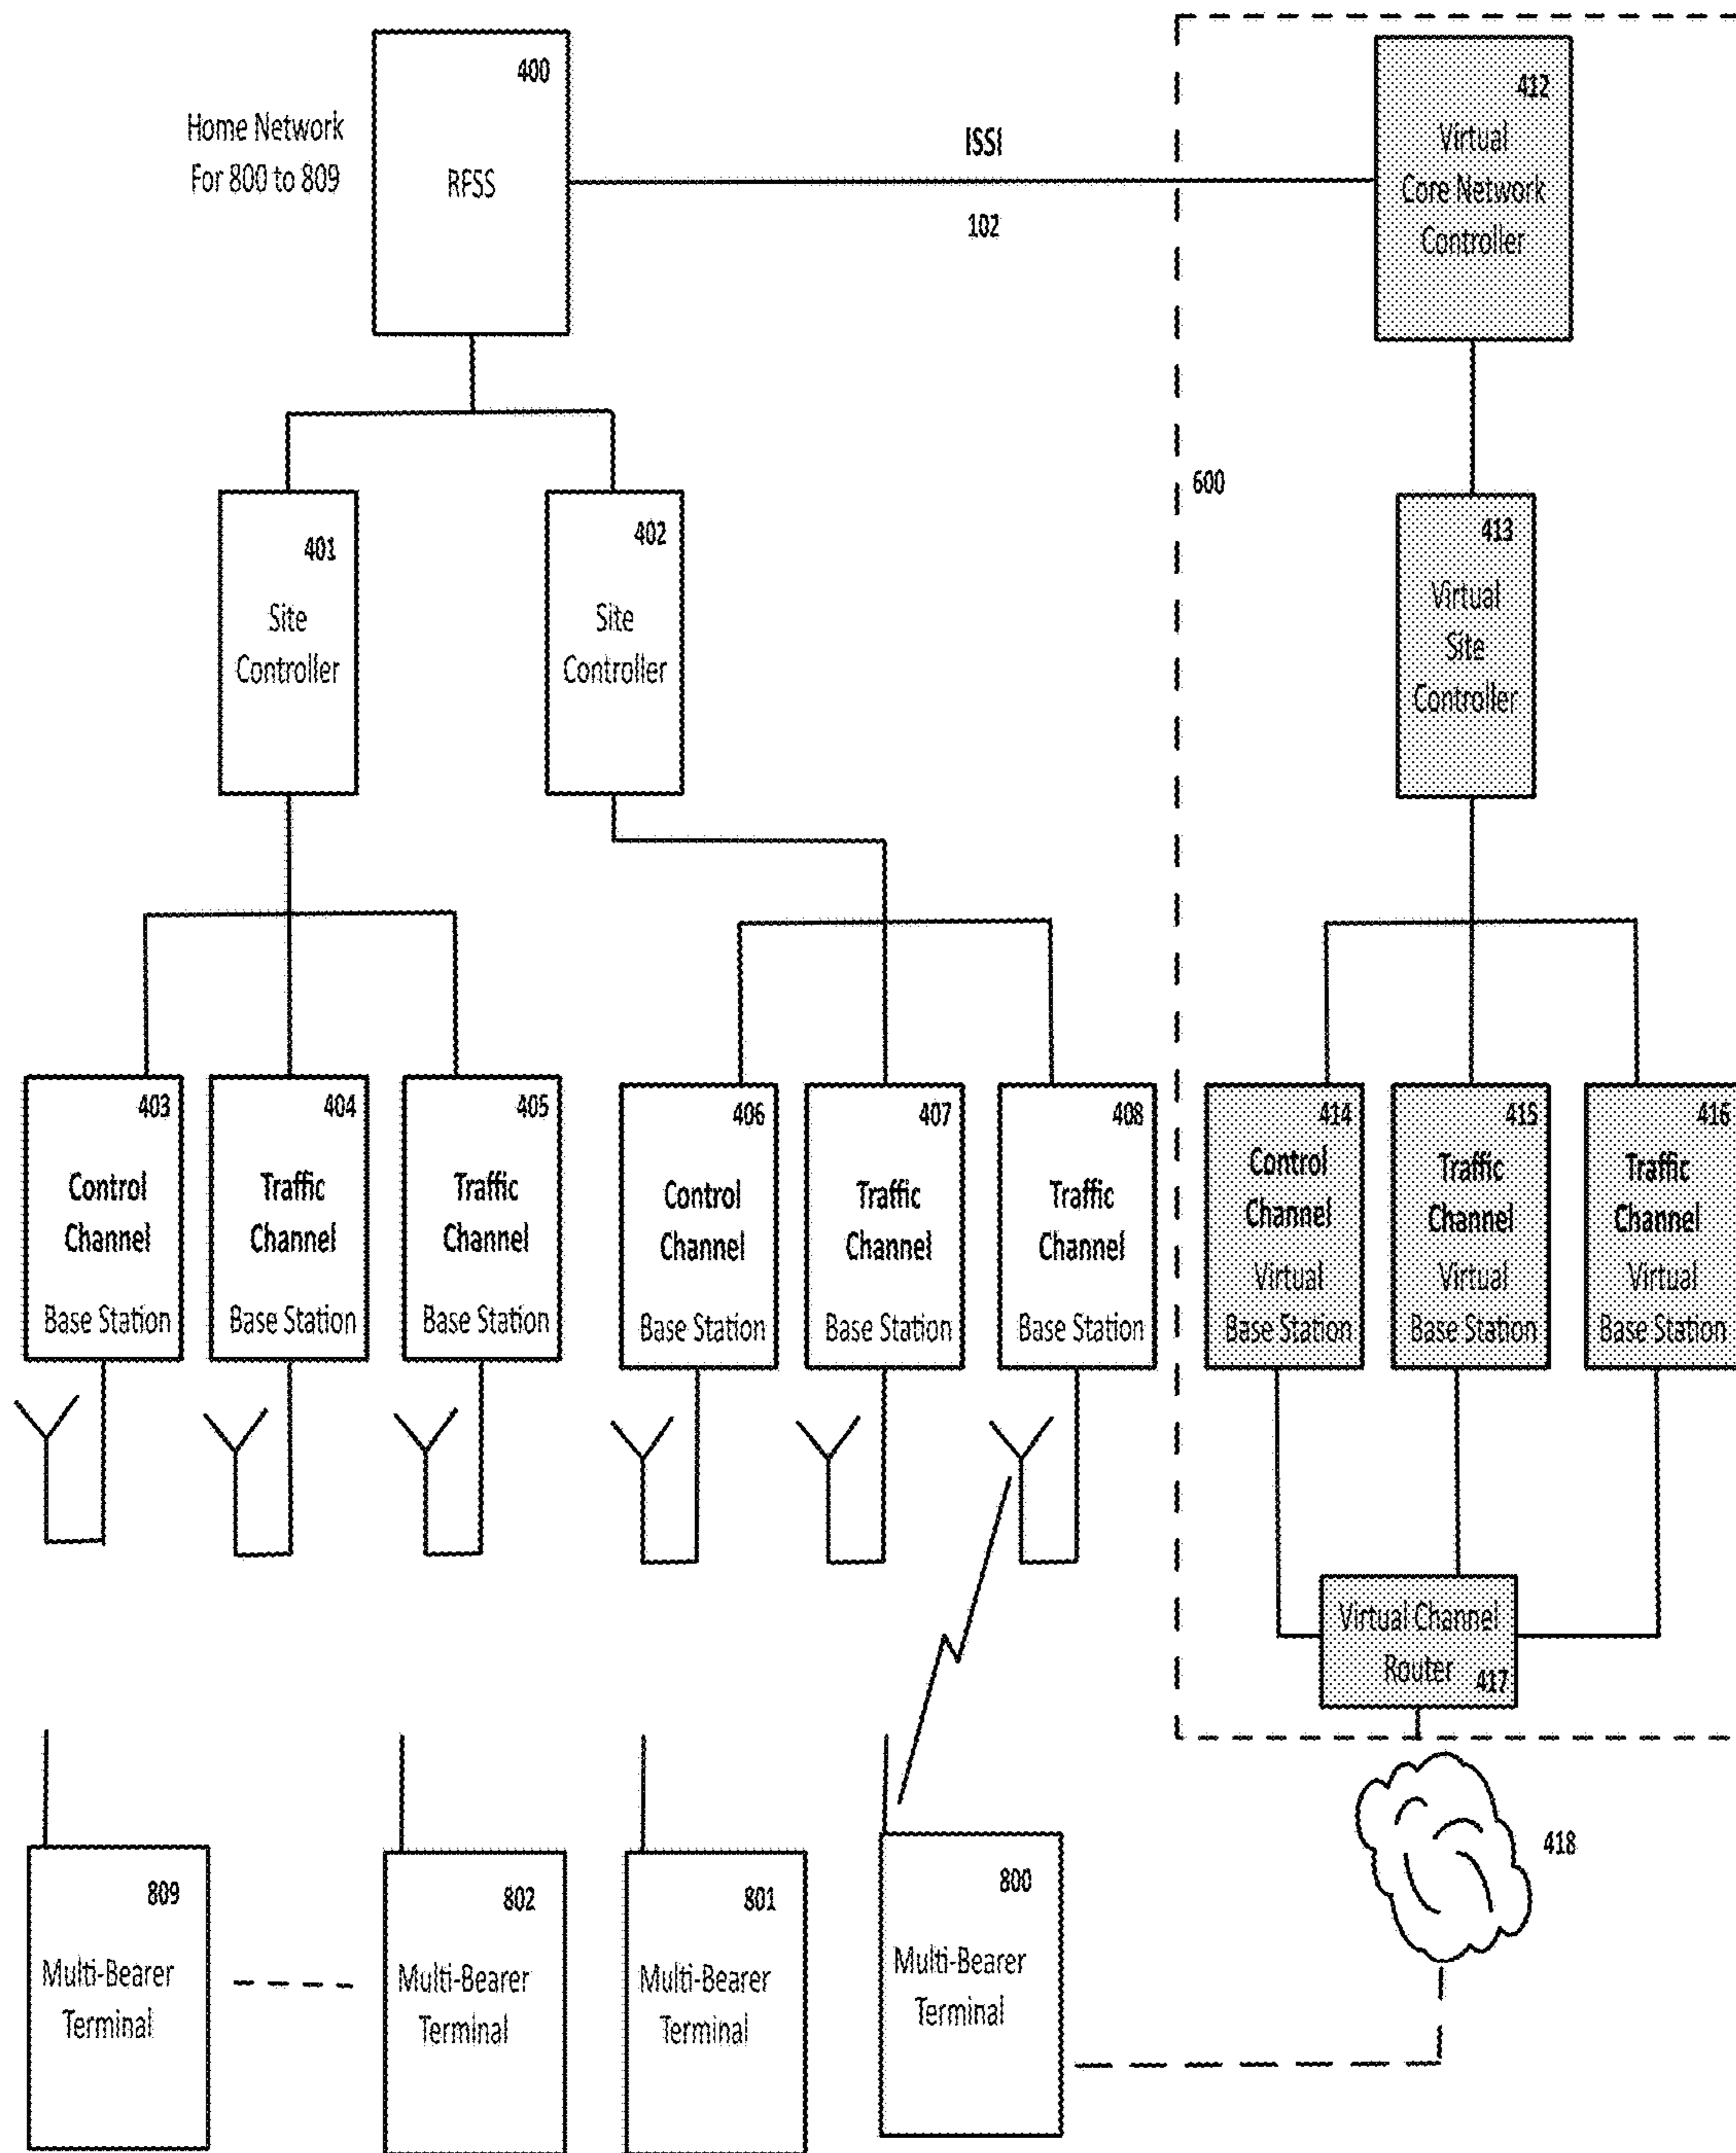 400
RFSS
Home Network
For 800 to 809
ISSI
102
412
Virtual
Core Network
Controller
600
401
Site
Controller
402
Site
Controller
413
Virtual
Site
Controller
403
Control
Channel
Base Station
404
Traffic
Channel
Base Station
405
Traffic
Channel
Base Station
406
Control
Channel
Base Station
407
Traffic
Channel
Base Station
408
Traffic
Channel
Base Station
414
Control
Channel
Virtual
Base Station
415
Traffic
Channel
Virtual
Base Station
416
Traffic
Channel
Virtual
Base Station
Virtual Channel
Router 417
418
809
Multi-Bearer
Terminal
802
Multi-Bearer
Terminal
801
Multi-Bearer
Terminal
800
Multi-Bearer
Terminal